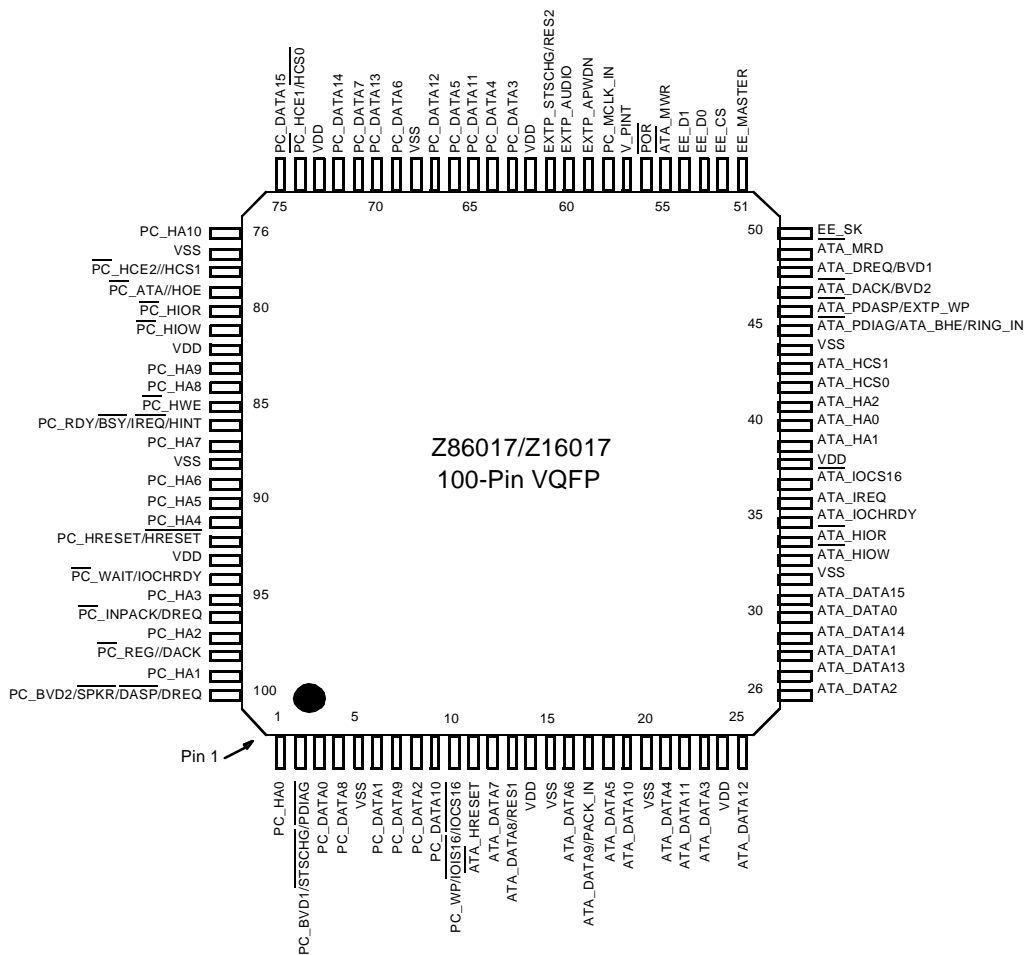 PC_DATA15
PC_HCE1/HCS0
VDD
PC_DATA14
PC_DATA7
PC_DATA13
PC_DATA6
VSS
PC_DATA12
PC_DATA5
PC_DATA11
PC_DATA4
PC_DATA3
VDD
EXTP_STSCHG/RES2
EXTP_AUDIO
EXTP_APWDN
PC_MCLK_IN
V_PINT
POR
ATA_MWR
EE_D1
EE_D0
EE_CS
EE_MASTER
75 70 65 60 55 51
PC_HA10 76
VSS
PC_HCE2//HCS1
PC_ATA//HOE
PC_HIOR 80
PC_HIOW
VDD
PC_HA9
PC_HA8
PC_HWE 85
PC_RDY/BSY/IREQ/HINT
PC_HA7
VSS
PC_HA6
PC_HA5 90
PC_HA4
PC_HRESET/HRESET
VDD
PC_WAIT/IOCHRDY
PC_HA3 95
PC_INPACK/DREQ
PC_HA2
PC_REG//DACK
PC_HA1
PC_BVD2/SPKR/DASP/DREQ 100
Z86017/Z16017
100-Pin VQFP
50 EE_SK
ATA_MRD
ATA_DREQ/BVD1
ATA_DACK/BVD2
ATA_PDASP/EXTP_WP
45 ATA_PDIAG/ATA_BHE/RING_IN
VSS
ATA_HCS1
ATA_HCS0
ATA_HA2
40 ATA_HA0
ATA_HA1
VDD
ATA_IOCS16
ATA_IREQ
35 ATA_IOCHRDY
ATA_HIOR
ATA_HIOW
VSS
ATA_DATA15
30 ATA_DATA0
ATA_DATA14
ATA_DATA1
ATA_DATA13
26 ATA_DATA2
1 5 10 15 20 25
Pin 1
PC_HA0
PC_BVD1/STSCHG/PDIAG
PC_DATA0
PC_DATA8
VSS
PC_DATA1
PC_DATA9
PC_DATA2
PC_DATA10
PC_WP/IOIS16/IOCS16
ATA_HRESET
ATA_DATA7
ATA_DATA8/RES1
VDD
VSS
ATA_DATA6
ATA_DATA9/PACK_IN
ATA_DATA5
ATA_DATA10
VSS
ATA_DATA4
ATA_DATA11
ATA_DATA3
VDD
ATA_DATA12